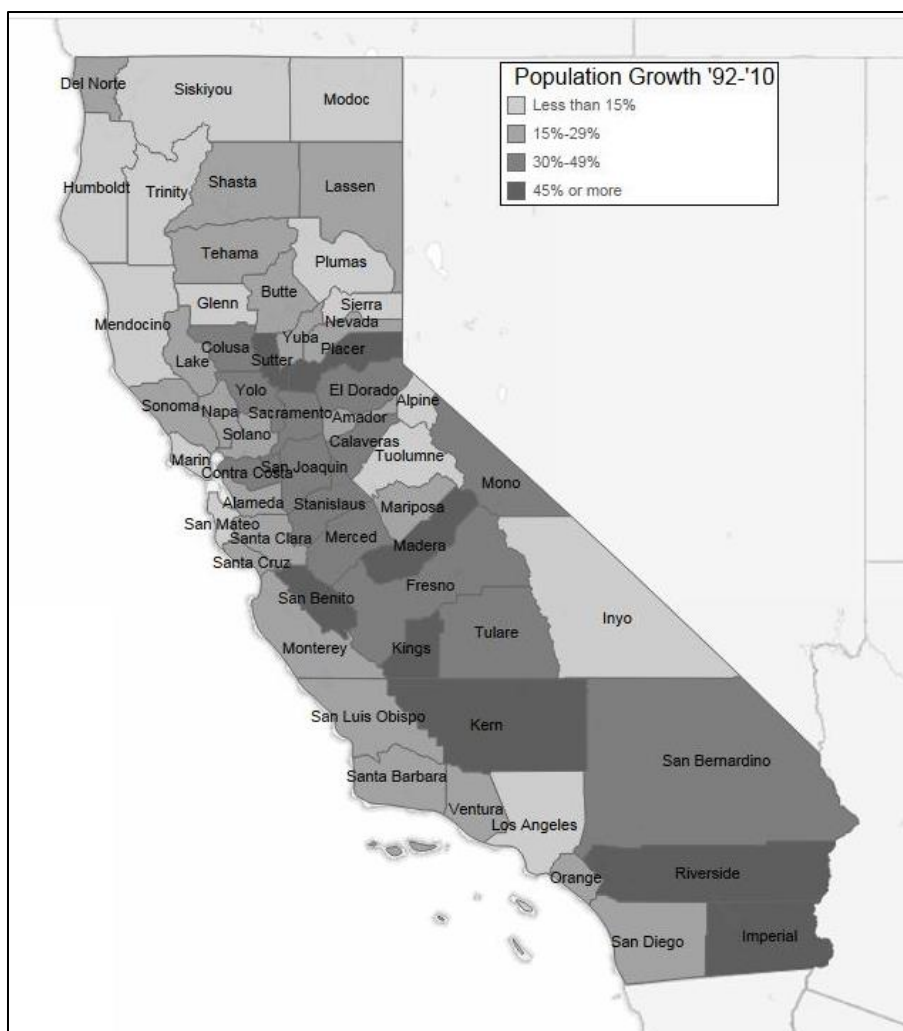 Population Growth '92-'10
Less than 15%
15%-29%
30%-49%
45% or more
Del Norte
Siskiyou
Modoc
Humboldt
Trinity
Shasta
Lassen
Tehama
Plumas
Glenn
Butte
Sierra
Mendocino
Nevada
Yuba
Colusa
Lake
Sutter
Placer
Yolo
El Dorado
Sonoma
Napa
Sacramento
Alpine
Amador
Solano
Calaveras
Marin
Tuolumne
Contra Costa
San Joaquin
Mono
Alameda
Stanislaus
Mariposa
San Mateo
Santa Clara
Merced
Madera
Santa Cruz
Fresno
San Benito
Inyo
Tulare
Monterey
Kings
San Luis Obispo
Kern
San Bernardino
Santa Barbara
Ventura
Los Angeles
Orange
Riverside
San Diego
Imperial